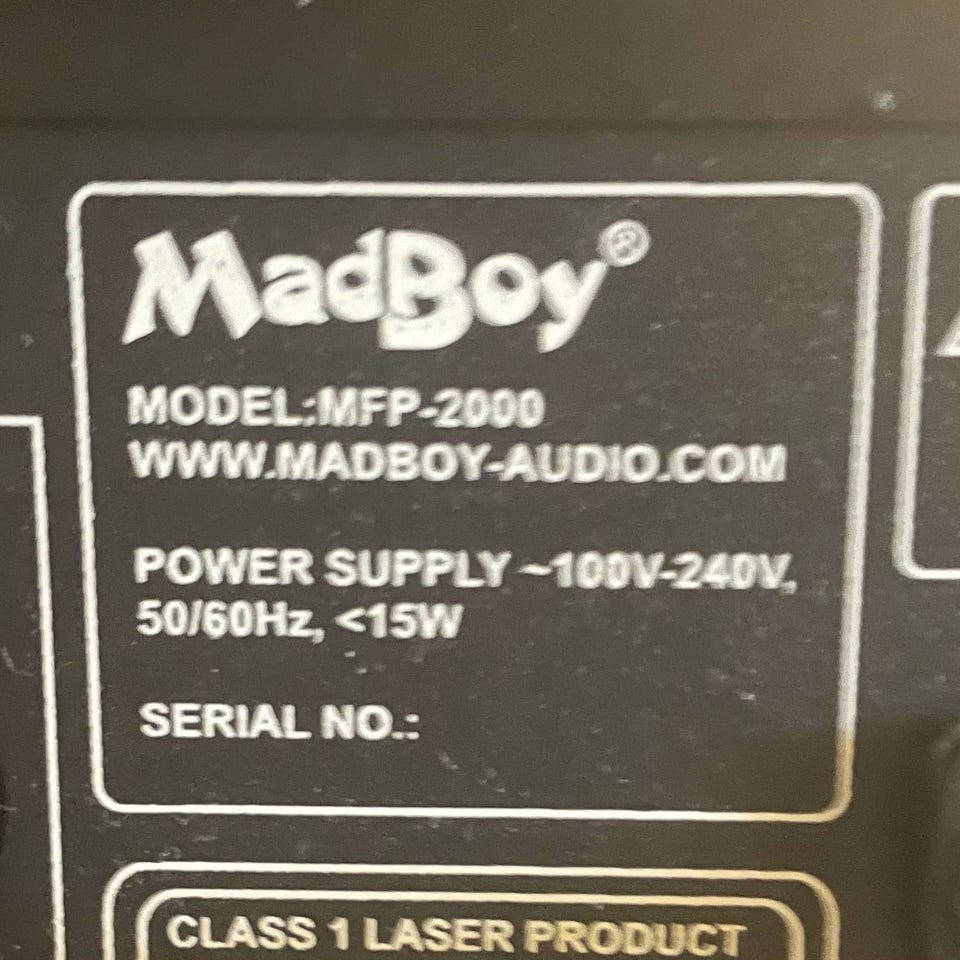 MadBoy®
MODEL:MFP-2000
WWW.MADBOY-AUDIO.COM
POWER SUPPLY ~100V-240V,
50/60Hz, <15W
SERIAL NO.:
CLASS 1 LASER PRODUCT